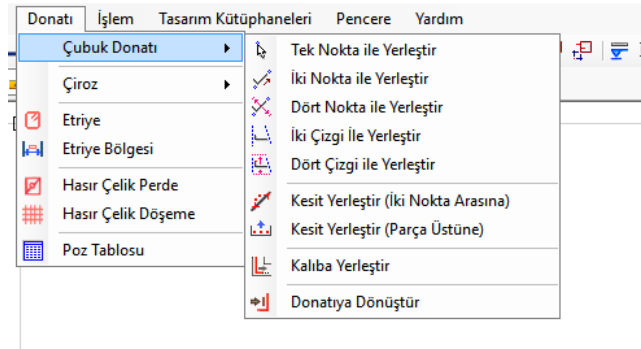 Donatı İşlem Tasarım Kütüphaneleri Pencere Yardım
Çubuk Donatı
Çiroz
Etriye
Etriye Bölgesi
Hasır Çelik Perde
Hasır Çelik Döşeme
Poz Tablosu
Tek Nokta ile Yerleştir
İki Nokta ile Yerleştir
Dört Nokta ile Yerleştir
İki Çizgi İle Yerleştir
Dört Çizgi ile Yerleştir
Kesit Yerleştir (İki Nokta Arasına)
Kesit Yerleştir (Parça Üstüne)
Kalıba Yerleştir
Donatıya Dönüştür